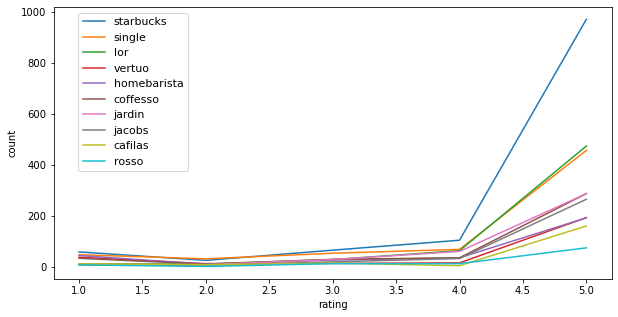 1000
800
600
400
200
0
count
starbucks
single
lor
vertuo
homebarista
coffesso
jardin
jacobs
cafilas
rosso
1.0 1.5 2.0 2.5 3.0 3.5 4.0 4.5 5.0
rating